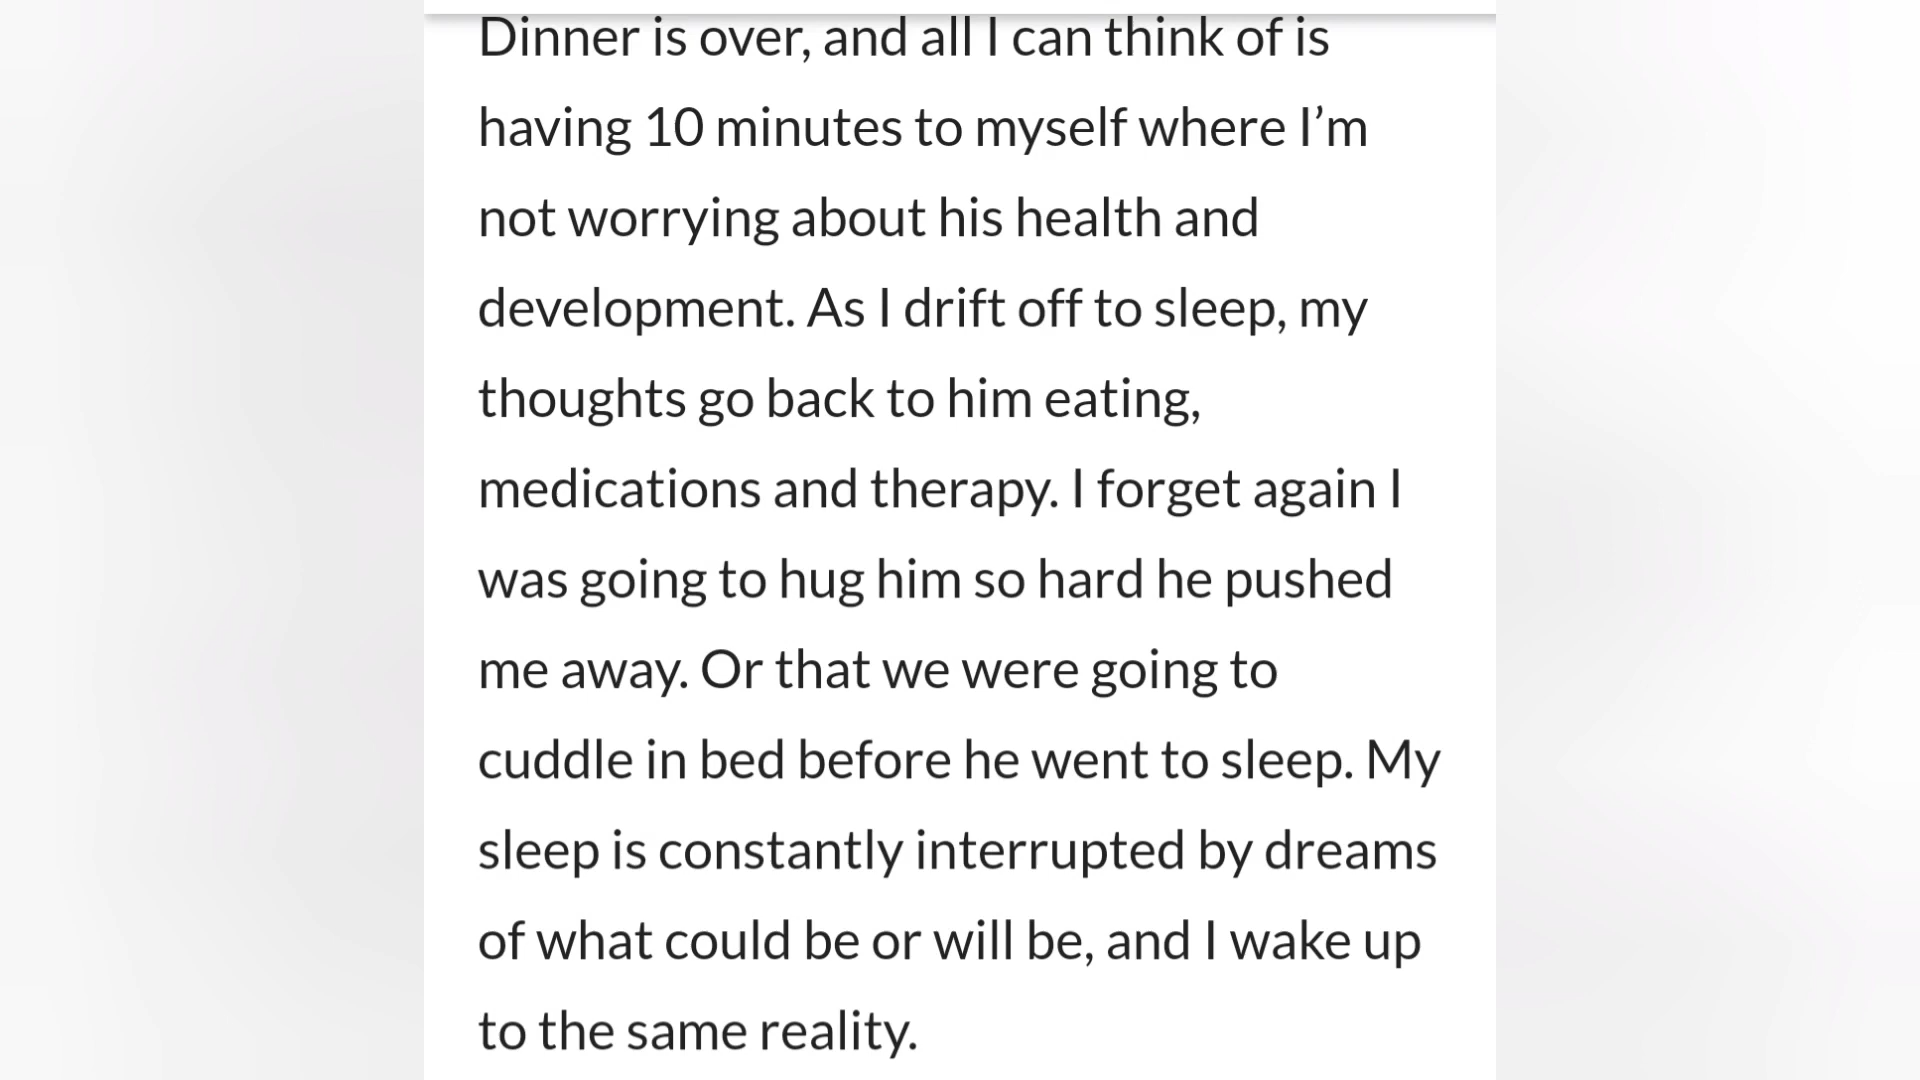 Dinner is over, and all I can think of is
having 10 minutes to myself where I’m
not worrying about his health and
development. As I drift off to sleep, my
thoughts go back to him eating,
medications and therapy. I forget again I
was going to hug him so hard he pushed
me away. Or that we were going to
cuddle in bed before he went to sleep. My
sleep is constantly interrupted by dreams
of what could be or will be, and I wake up
to the same reality.